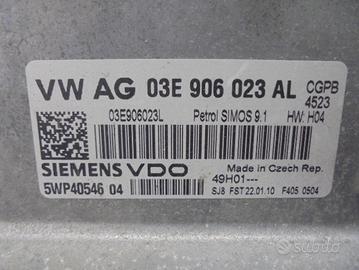 VW AG 03E 906 023 AL CGPB
4523
03E906023L Petrol SIMOS 9.1 HW: H04
SIEMENS VDO Made in Czech Rep.
49H01---
5WP40546 04 SJ8 FST 22.01.10 F405 0504
subito